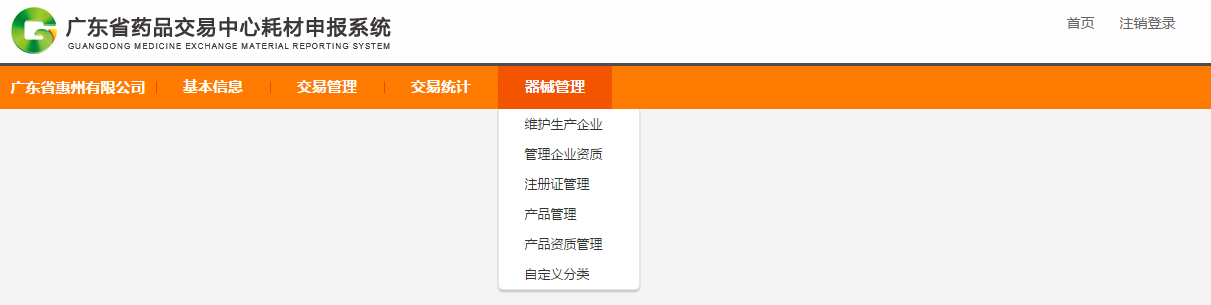 广东省药品交易中心耗材申报系统
GUANGDONG MEDICINE EXCHANGE MATERIAL REPORTING SYSTEM
首页 注销登录
广东省惠州有限公司 基本信息 交易管理 交易统计 器械管理
维护生产企业
管理企业资质
注册证管理
产品管理
产品资质管理
自定义分类